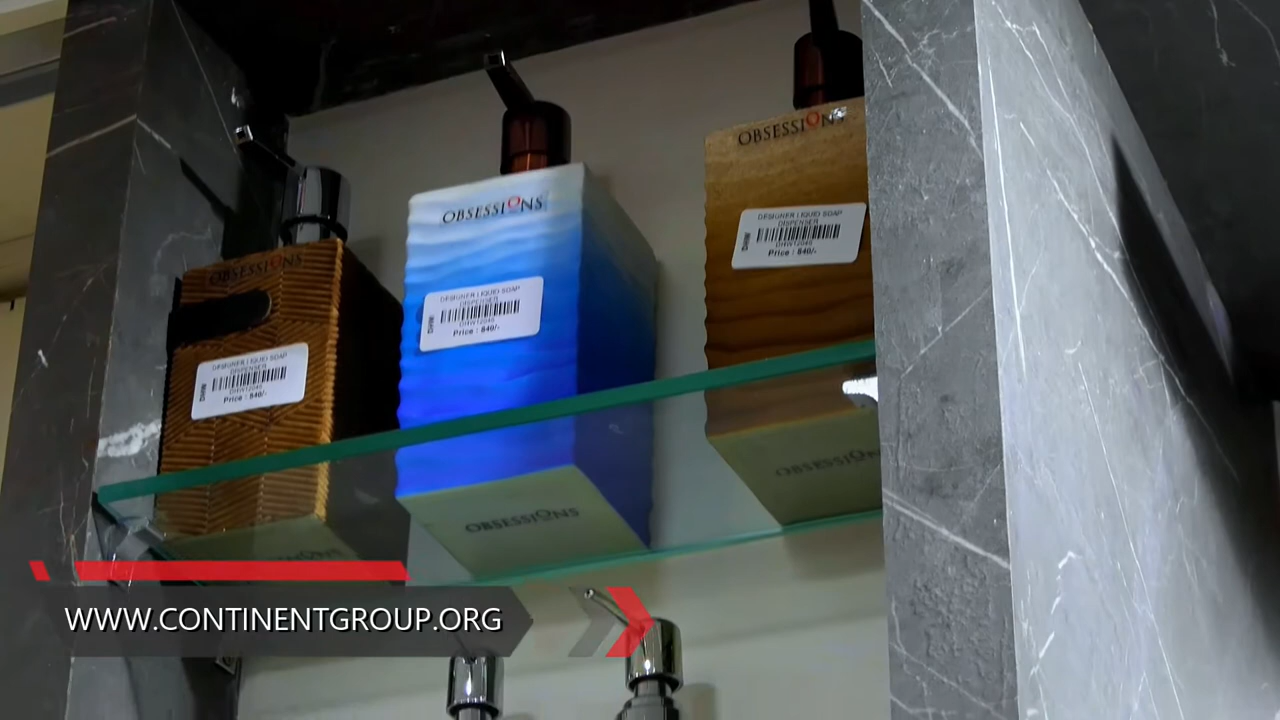 OBSESSIONS
DESIGNER LIQUID SOAP
DISPENSER
DHW12045
Price : 840/-
OBSESSIONS
DESIGNER LIQUID SOAP
DISPENSER
Price : 840/-
OBSESSIONS
DESIGNER LIQUID SOAP
DISPENSER
Price : 840/-
OBSESSIONS
OBSESSIONS
WWW.CONTINENTGROUP.ORG